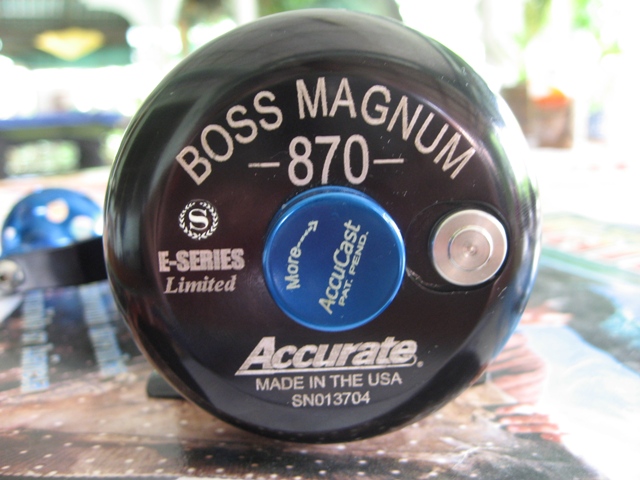 BOSS MAGNUM
-870-
S
E-SERIES
Limited
More
AccuCast
PAT. PEND.
Accurate®
MADE IN THE USA
SN013704